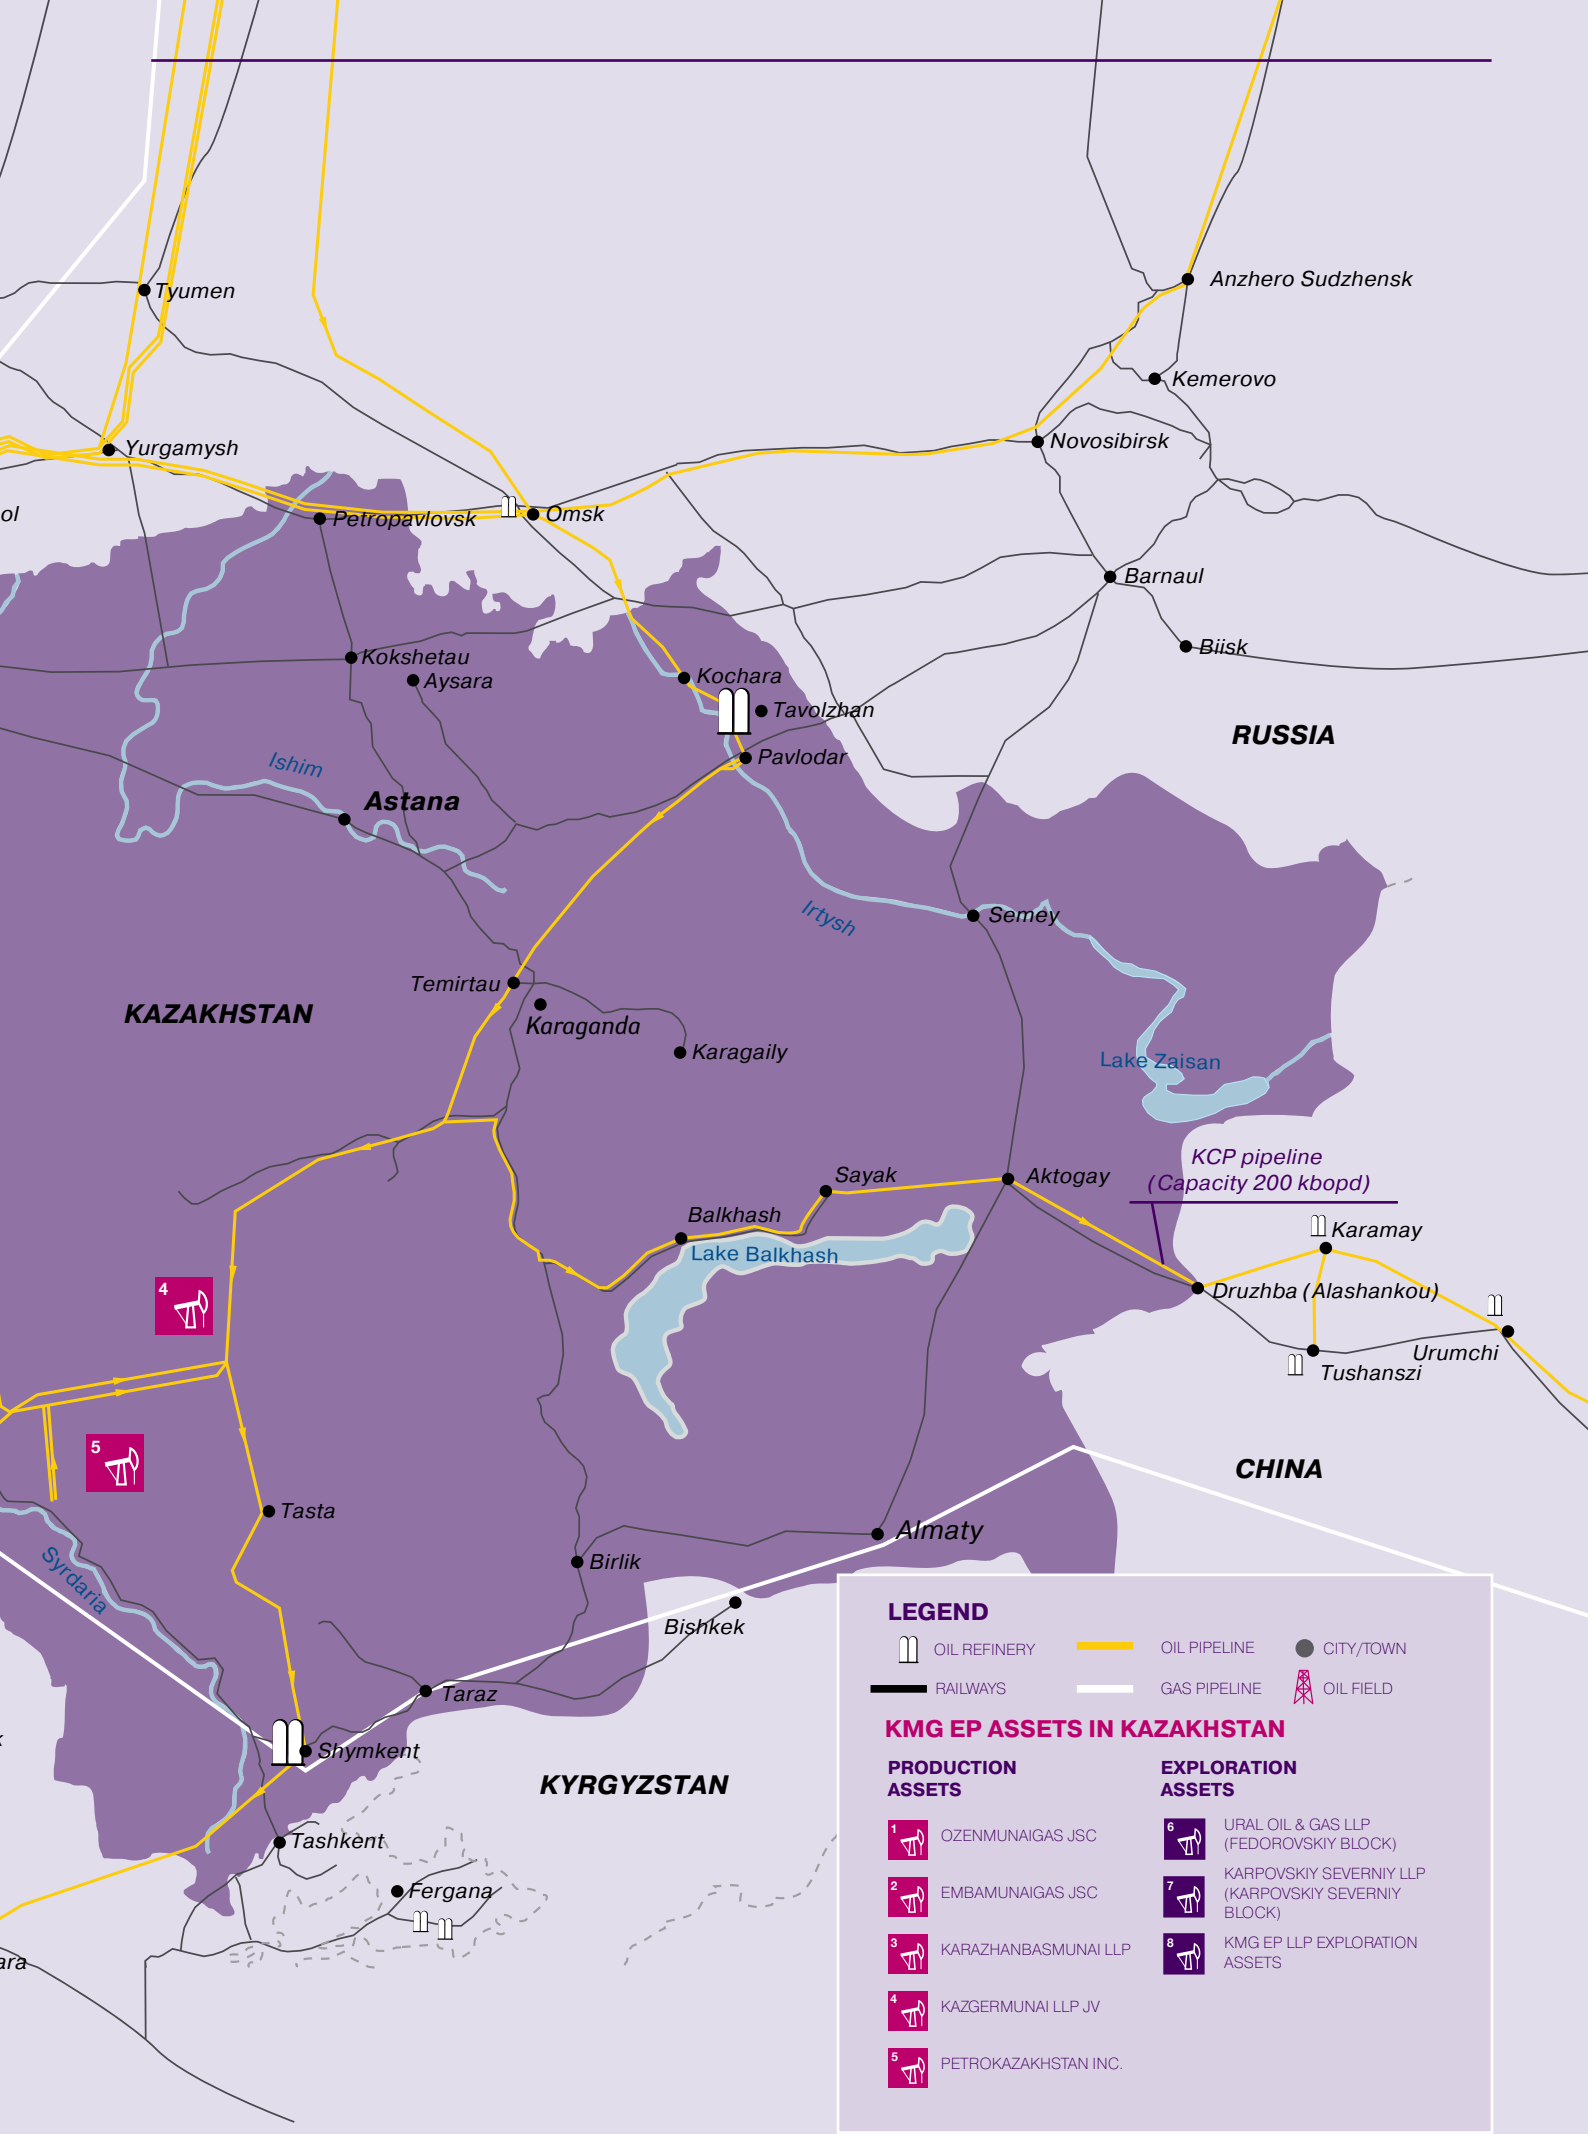 Tyumen
Anzhero Sudzhensk
Kemerovo
Yurgamysh
Novosibirsk
ol
Petropavlovsk
Omsk
Barnaul
Biisk
Kokshetau
Aysara
Kochara
Tavolzhan
RUSSIA
Pavlodar
Ishim
Astana
Irtysh
Semey
Temirtau
KAZAKHSTAN
Karaganda
Karagaily
Lake Zaisan
KCP pipeline
(Capacity 200 kbopd)
Sayak
Aktogay
Balkhash
Karamay
Lake Balkhash
4
Druzhba (Alashankou)
Urumchi
Tushanszi
5
CHINA
Tasta
Almaty
Birlik
Syrdaria
Bishkek
Taraz
Shymkent
KYRGYZSTAN
Tashkent
Fergana
ara
LEGEND
OIL REFINERY
OIL PIPELINE
CITY/TOWN
RAILWAYS
GAS PIPELINE
OIL FIELD
KMG EP ASSETS IN KAZAKHSTAN
PRODUCTION
ASSETS
1
OZENMUNAIGAS JSC
2
EMBAMUNAIGAS JSC
3
KARAZHANBASMUNAI LLP
4
KAZGERMUNAI LLP JV
5
PETROKAZAKHSTAN INC.
EXPLORATION
ASSETS
6
URAL OIL & GAS LLP
(FEDOROVSKIY BLOCK)
7
KARPOVSKIY SEVERNIY LLP
(KARPOVSKIY SEVERNIY
BLOCK)
8
KMG EP LLP EXPLORATION
ASSETS